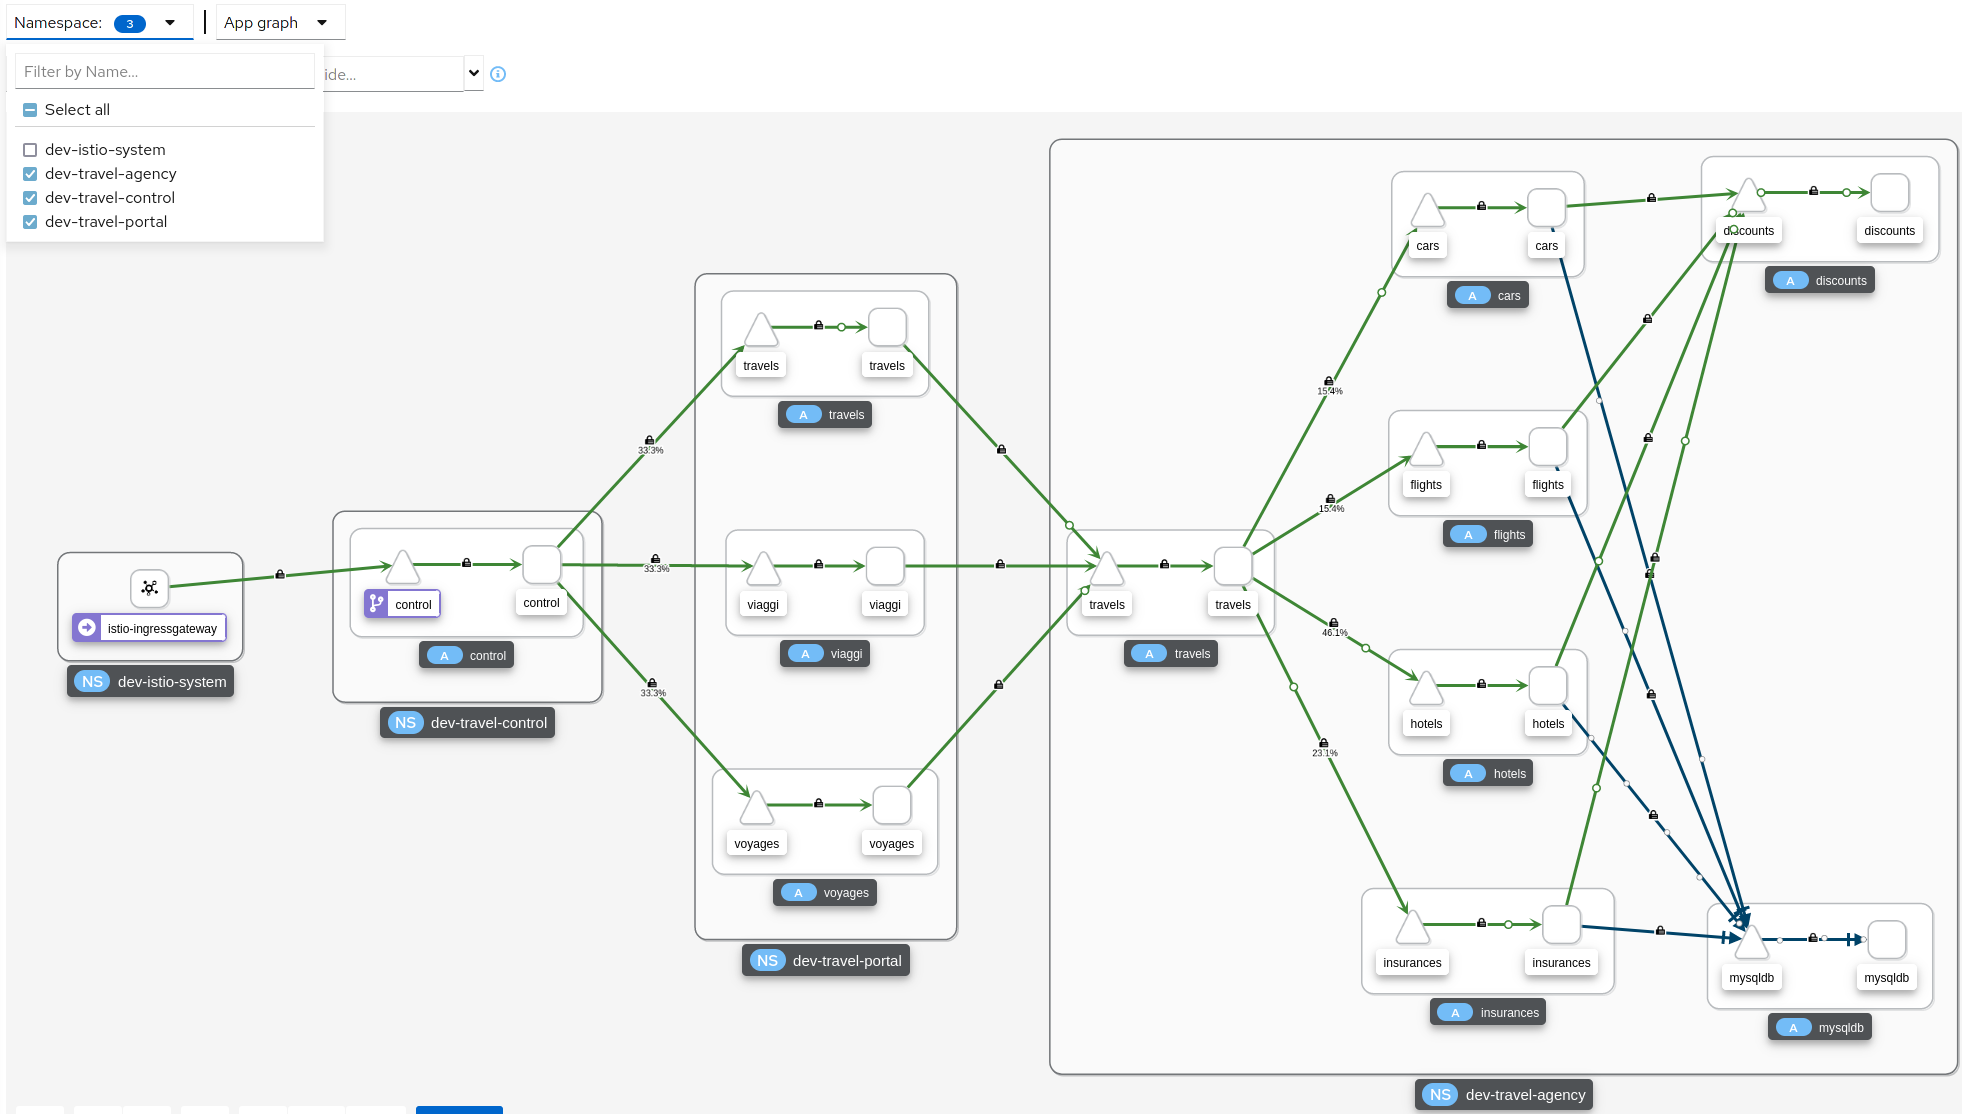 Namespace: 3
App graph
Filter by Name...
ide...
Select all
dev-istio-system
dev-travel-agency
dev-travel-control
dev-travel-portal
istio-ingressgateway
NS dev-istio-system
control
control
A control
NS dev-travel-control
33.3%
33.3%
33.3%
travels
travels
A travels
viaggi
viaggi
A viaggi
voyages
voyages
A voyages
NS dev-travel-portal
travels
travels
A travels
15.4%
15.4%
46.1%
23.1%
cars
cars
A cars
flights
flights
A flights
hotels
hotels
A hotels
insurances
insurances
A insurances
discounts
discounts
A discounts
mysqldb
mysqldb
A mysqldb
NS dev-travel-agency